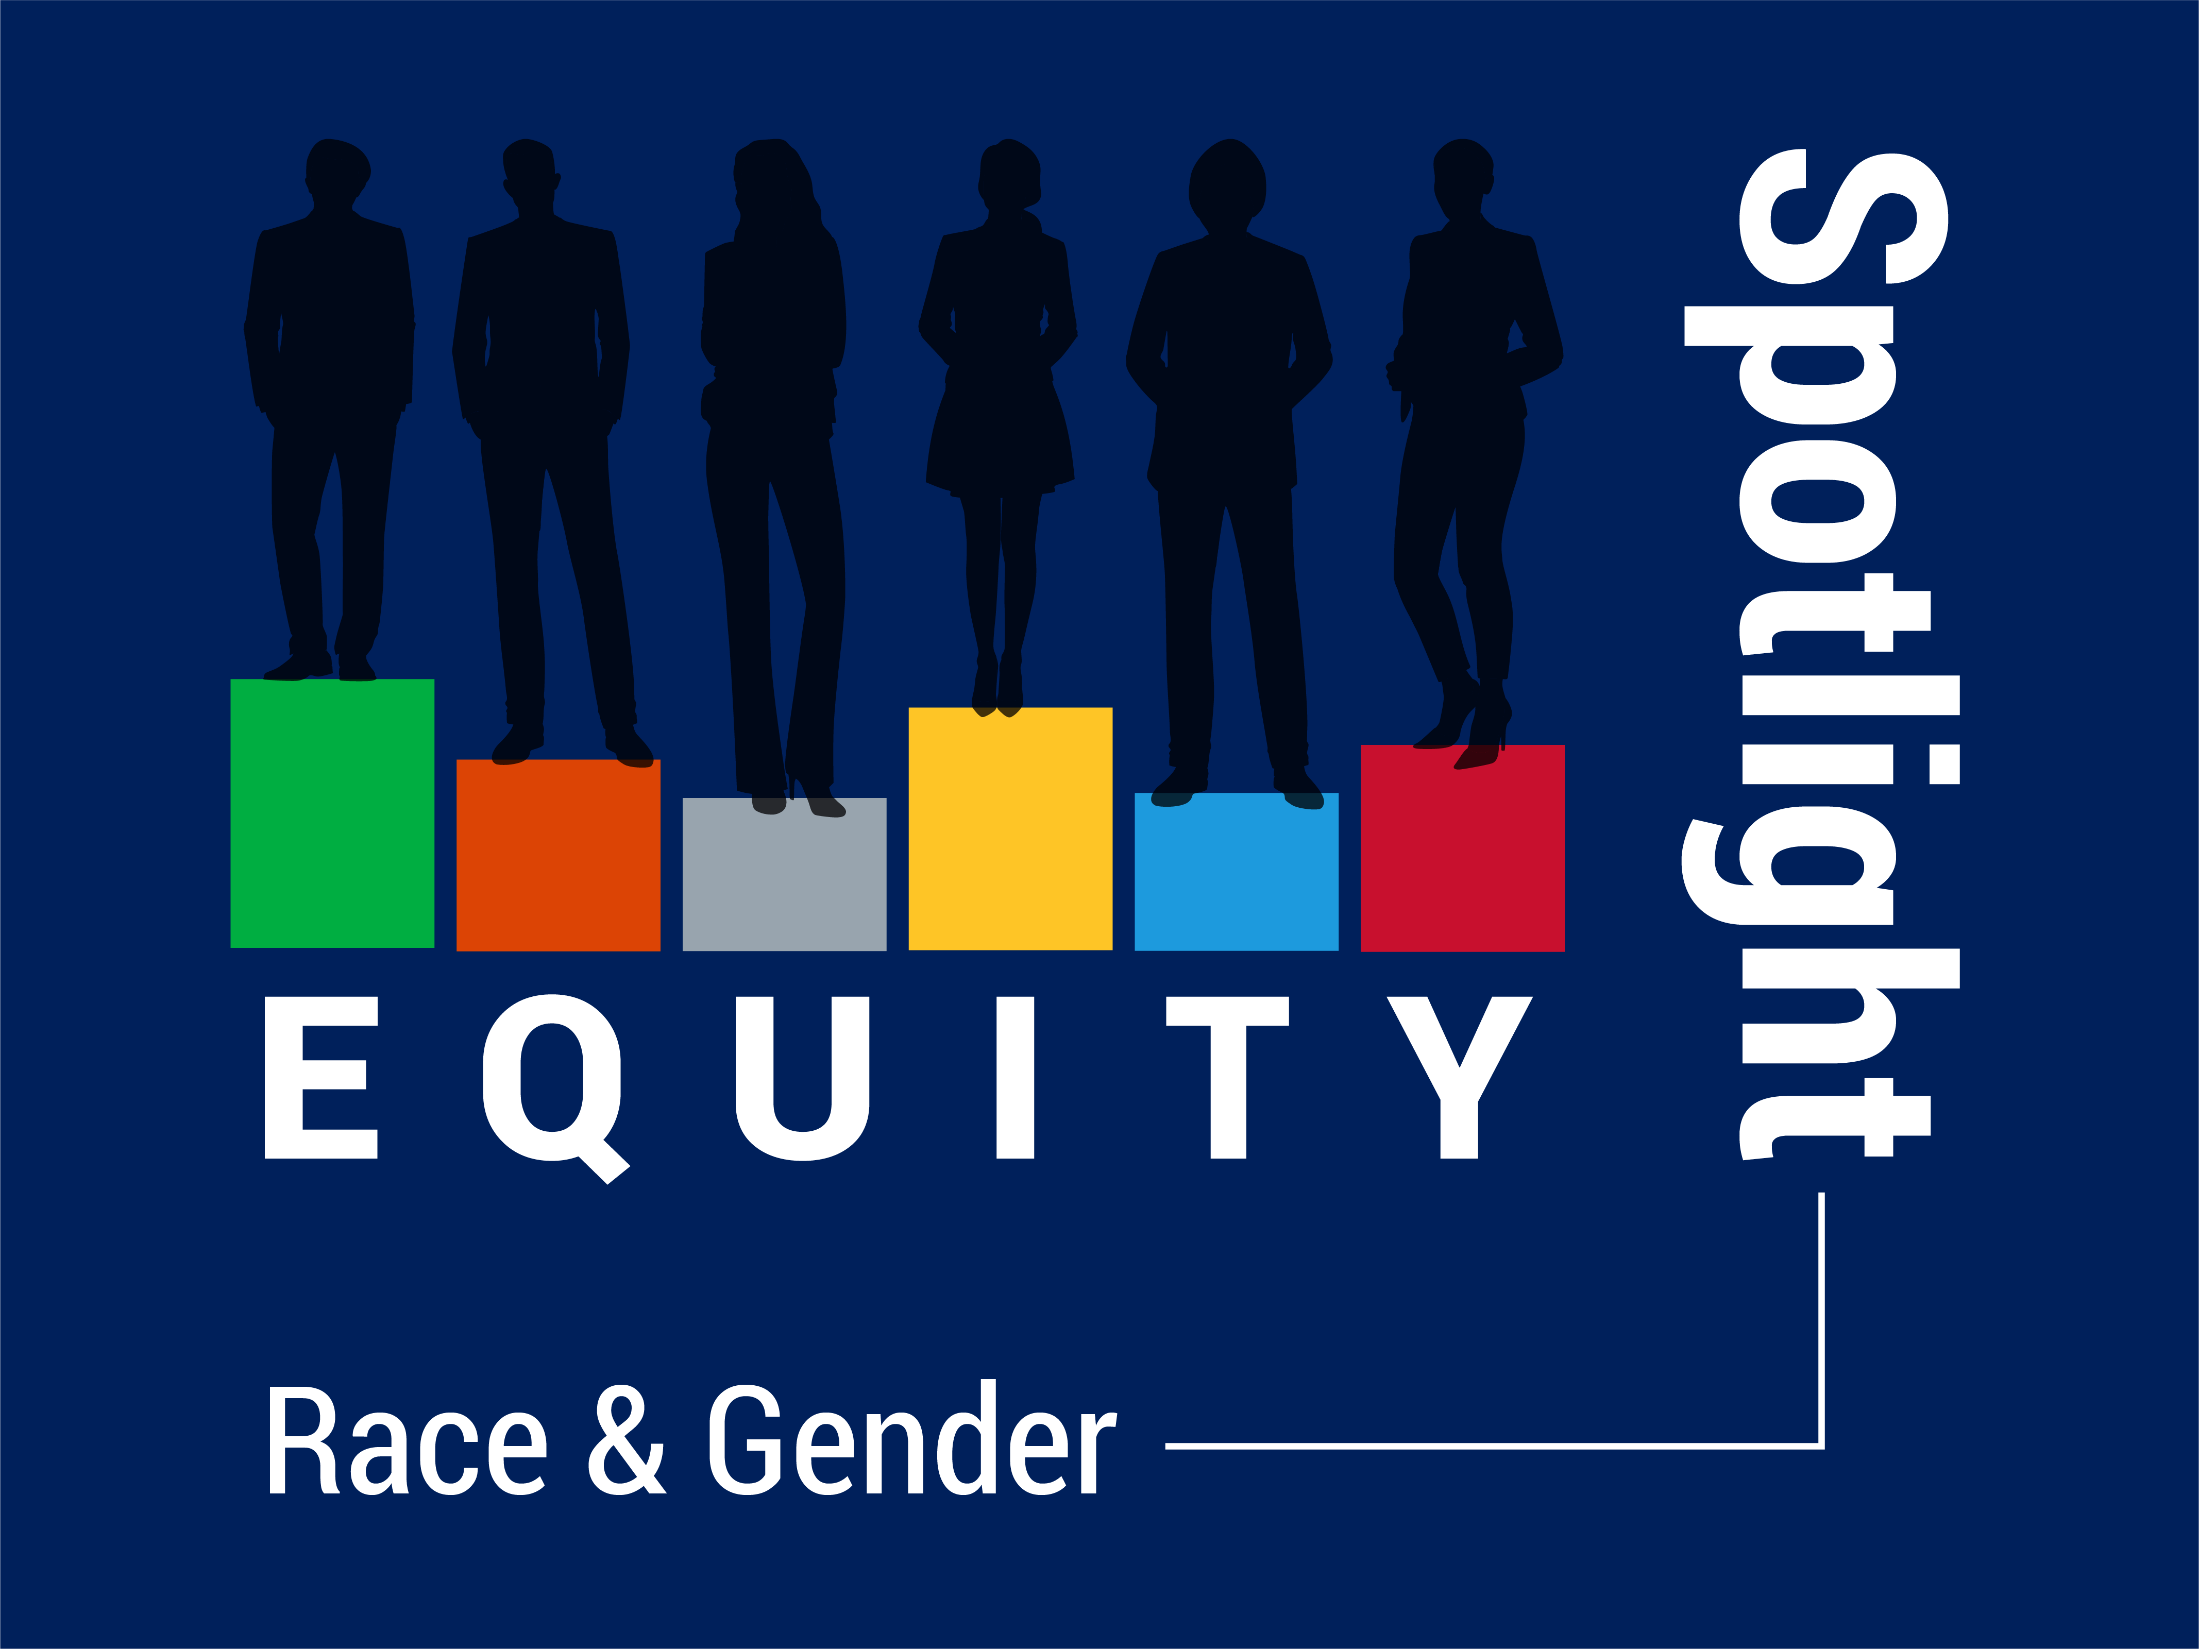 EQUITY
Spotlight
Race & Gender